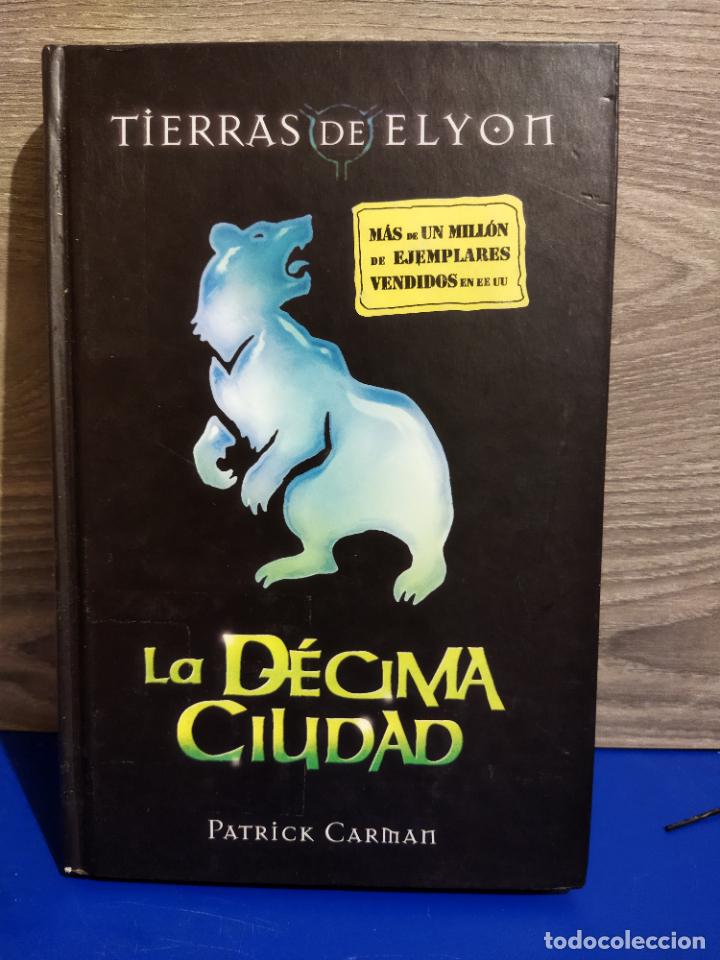 TIERRAS DE ELYON
MÁS DE UN MILLÓN
DE EJEMPLARES
VENDIDOS EN EE UU
La DÉCIMA
CIUDAD
PATRICK CARMAN
todocoleccion